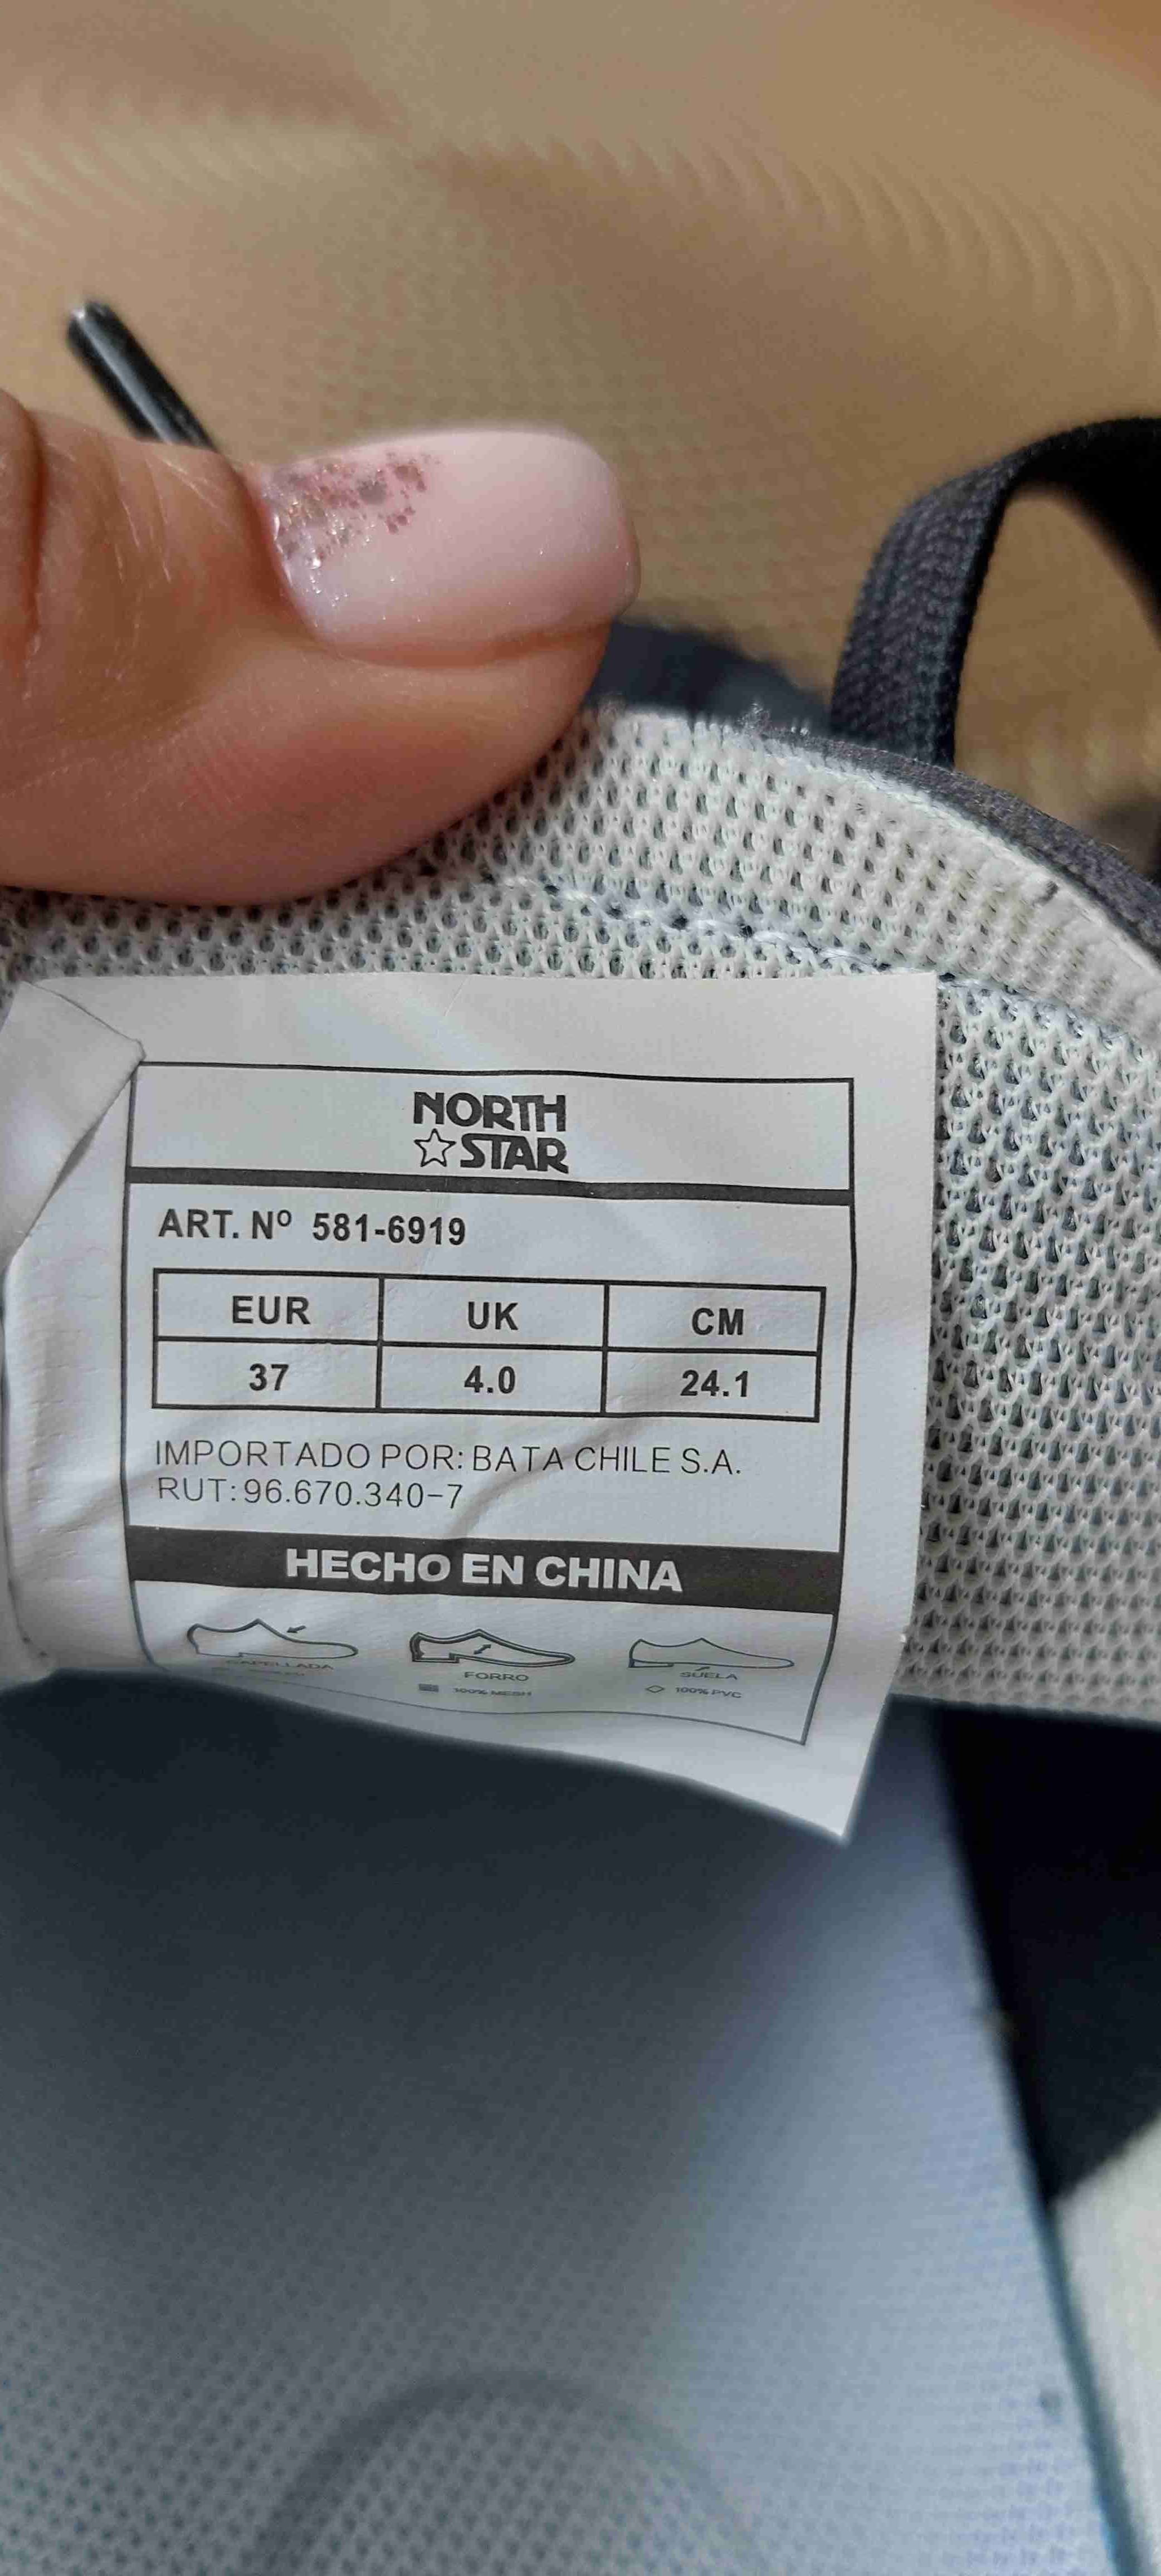 NORTH
STAR
ART. Nº 581-6919
EUR UK CM
37 4.0 24.1
IMPORTADO POR: BATA CHILE S.A.
RUT: 96.670.340-7
HECHO EN CHINA
CAPELLADA FORRO SUELA
100% MESH 100% PVC